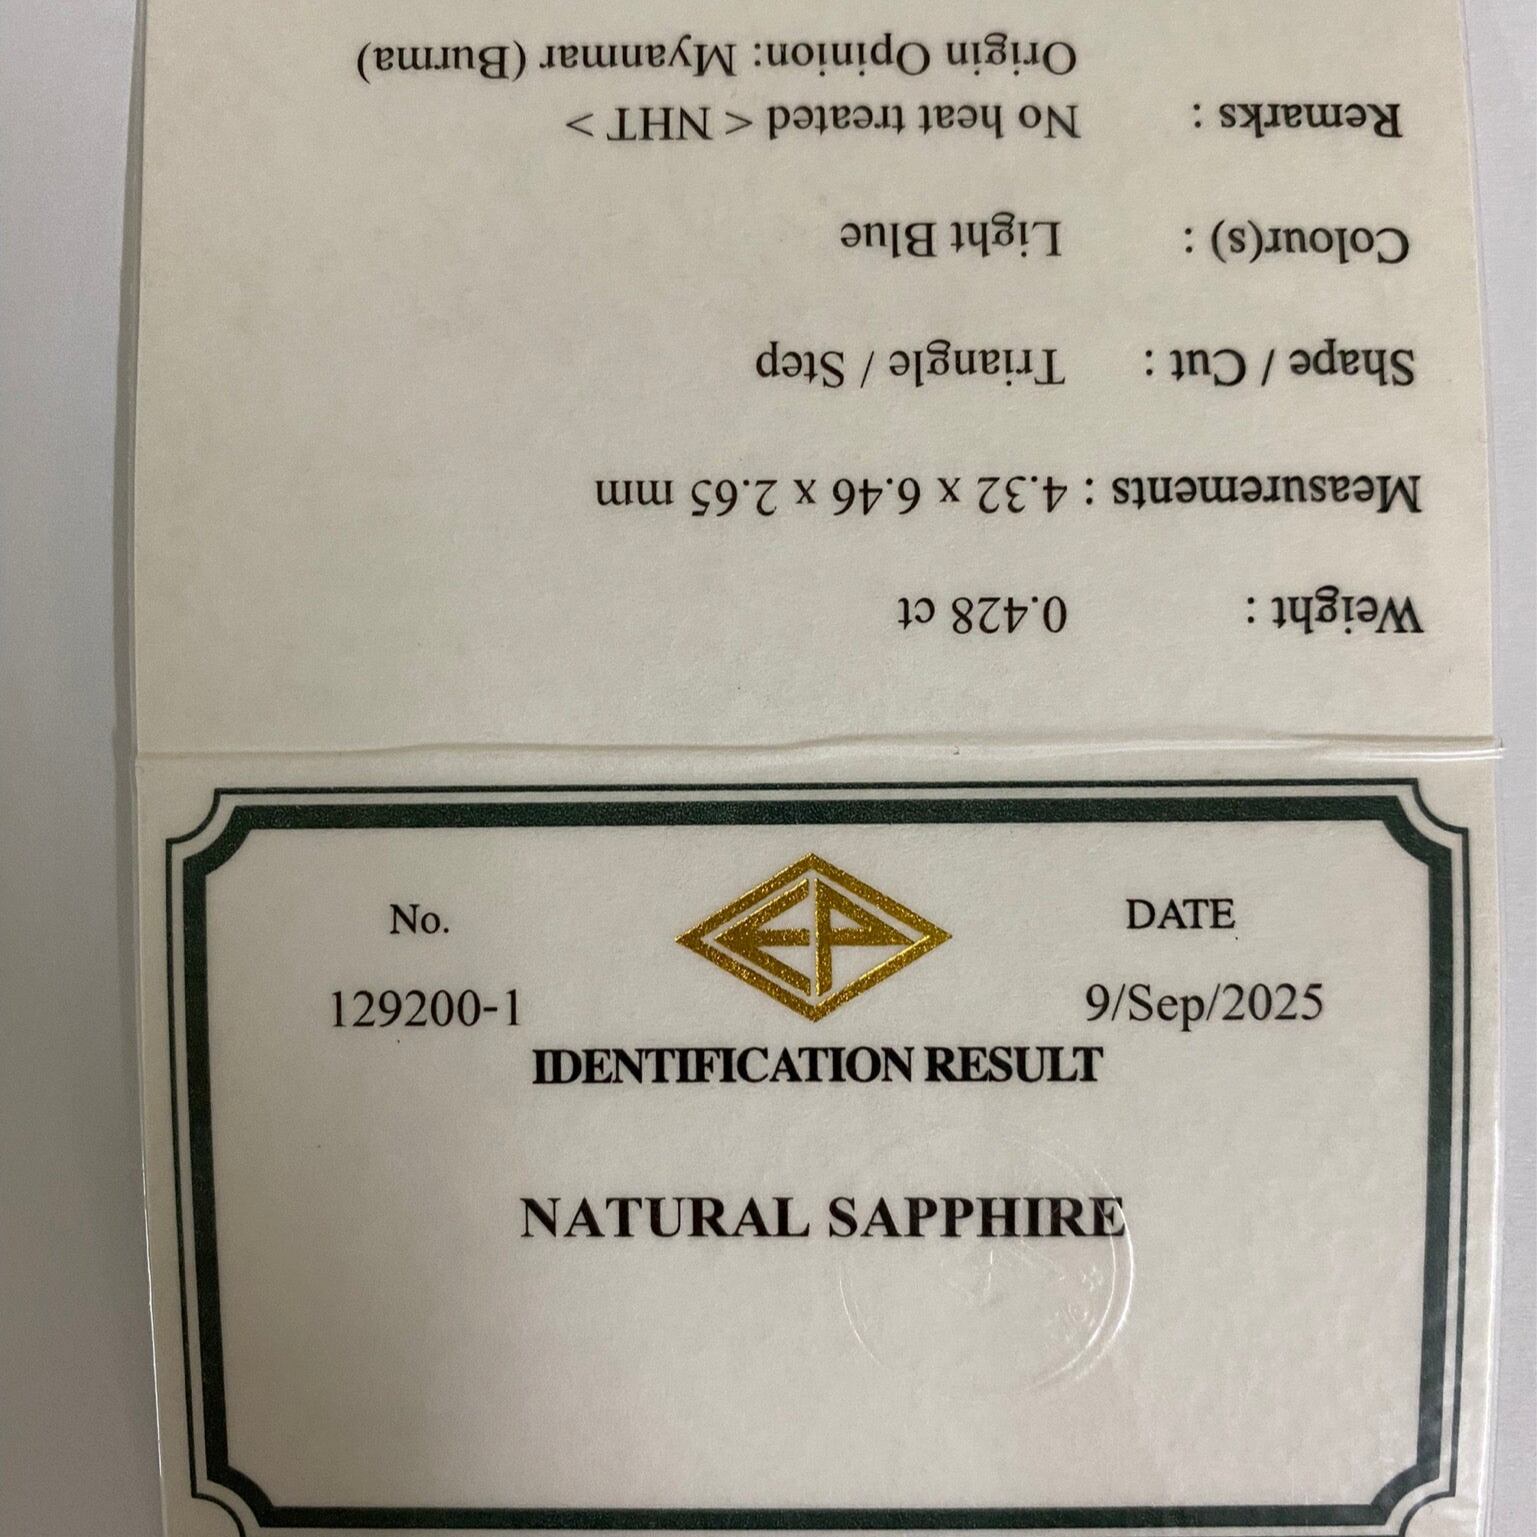 No.
DATE
EP
129200-1
9/Sep/2025
IDENTIFICATION RESULT
NATURAL SAPPHIRE
Weight : 0.428 ct
Measurements : 4.32 x 6.46 x 2.65 mm
Shape / Cut : Triangle / Step
Colour(s) : Light Blue
Remarks : No heat treated < NHT >
Origin Opinion: Myanmar (Burma)